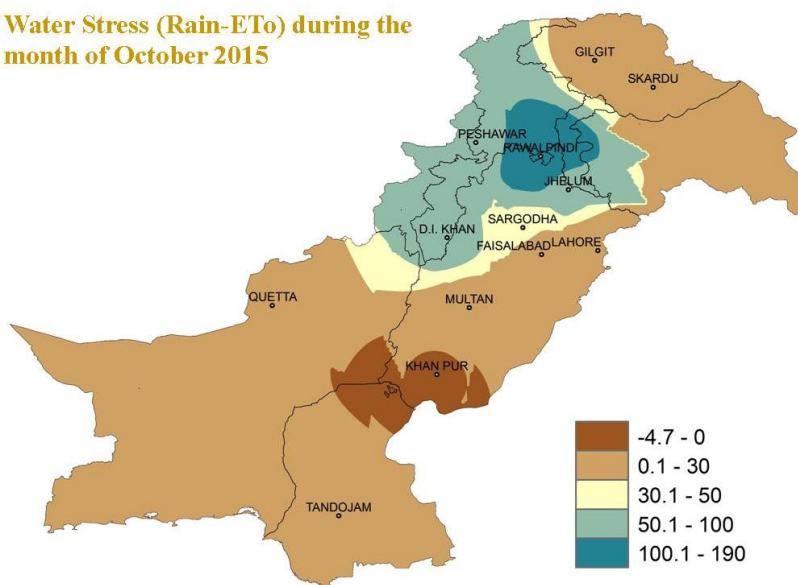 Water Stress (Rain-ETo) during the
month of October 2015
GILGIT
SKARDU
PESHAWAR
RAWALPINDI
JHELUM
SARGODHA
D.I. KHAN
FAISALABAD
LAHORE
QUETTA
MULTAN
KHAN PUR
TANDOJAM
-4.7 - 0
0.1 - 30
30.1 - 50
50.1 - 100
100.1 - 190